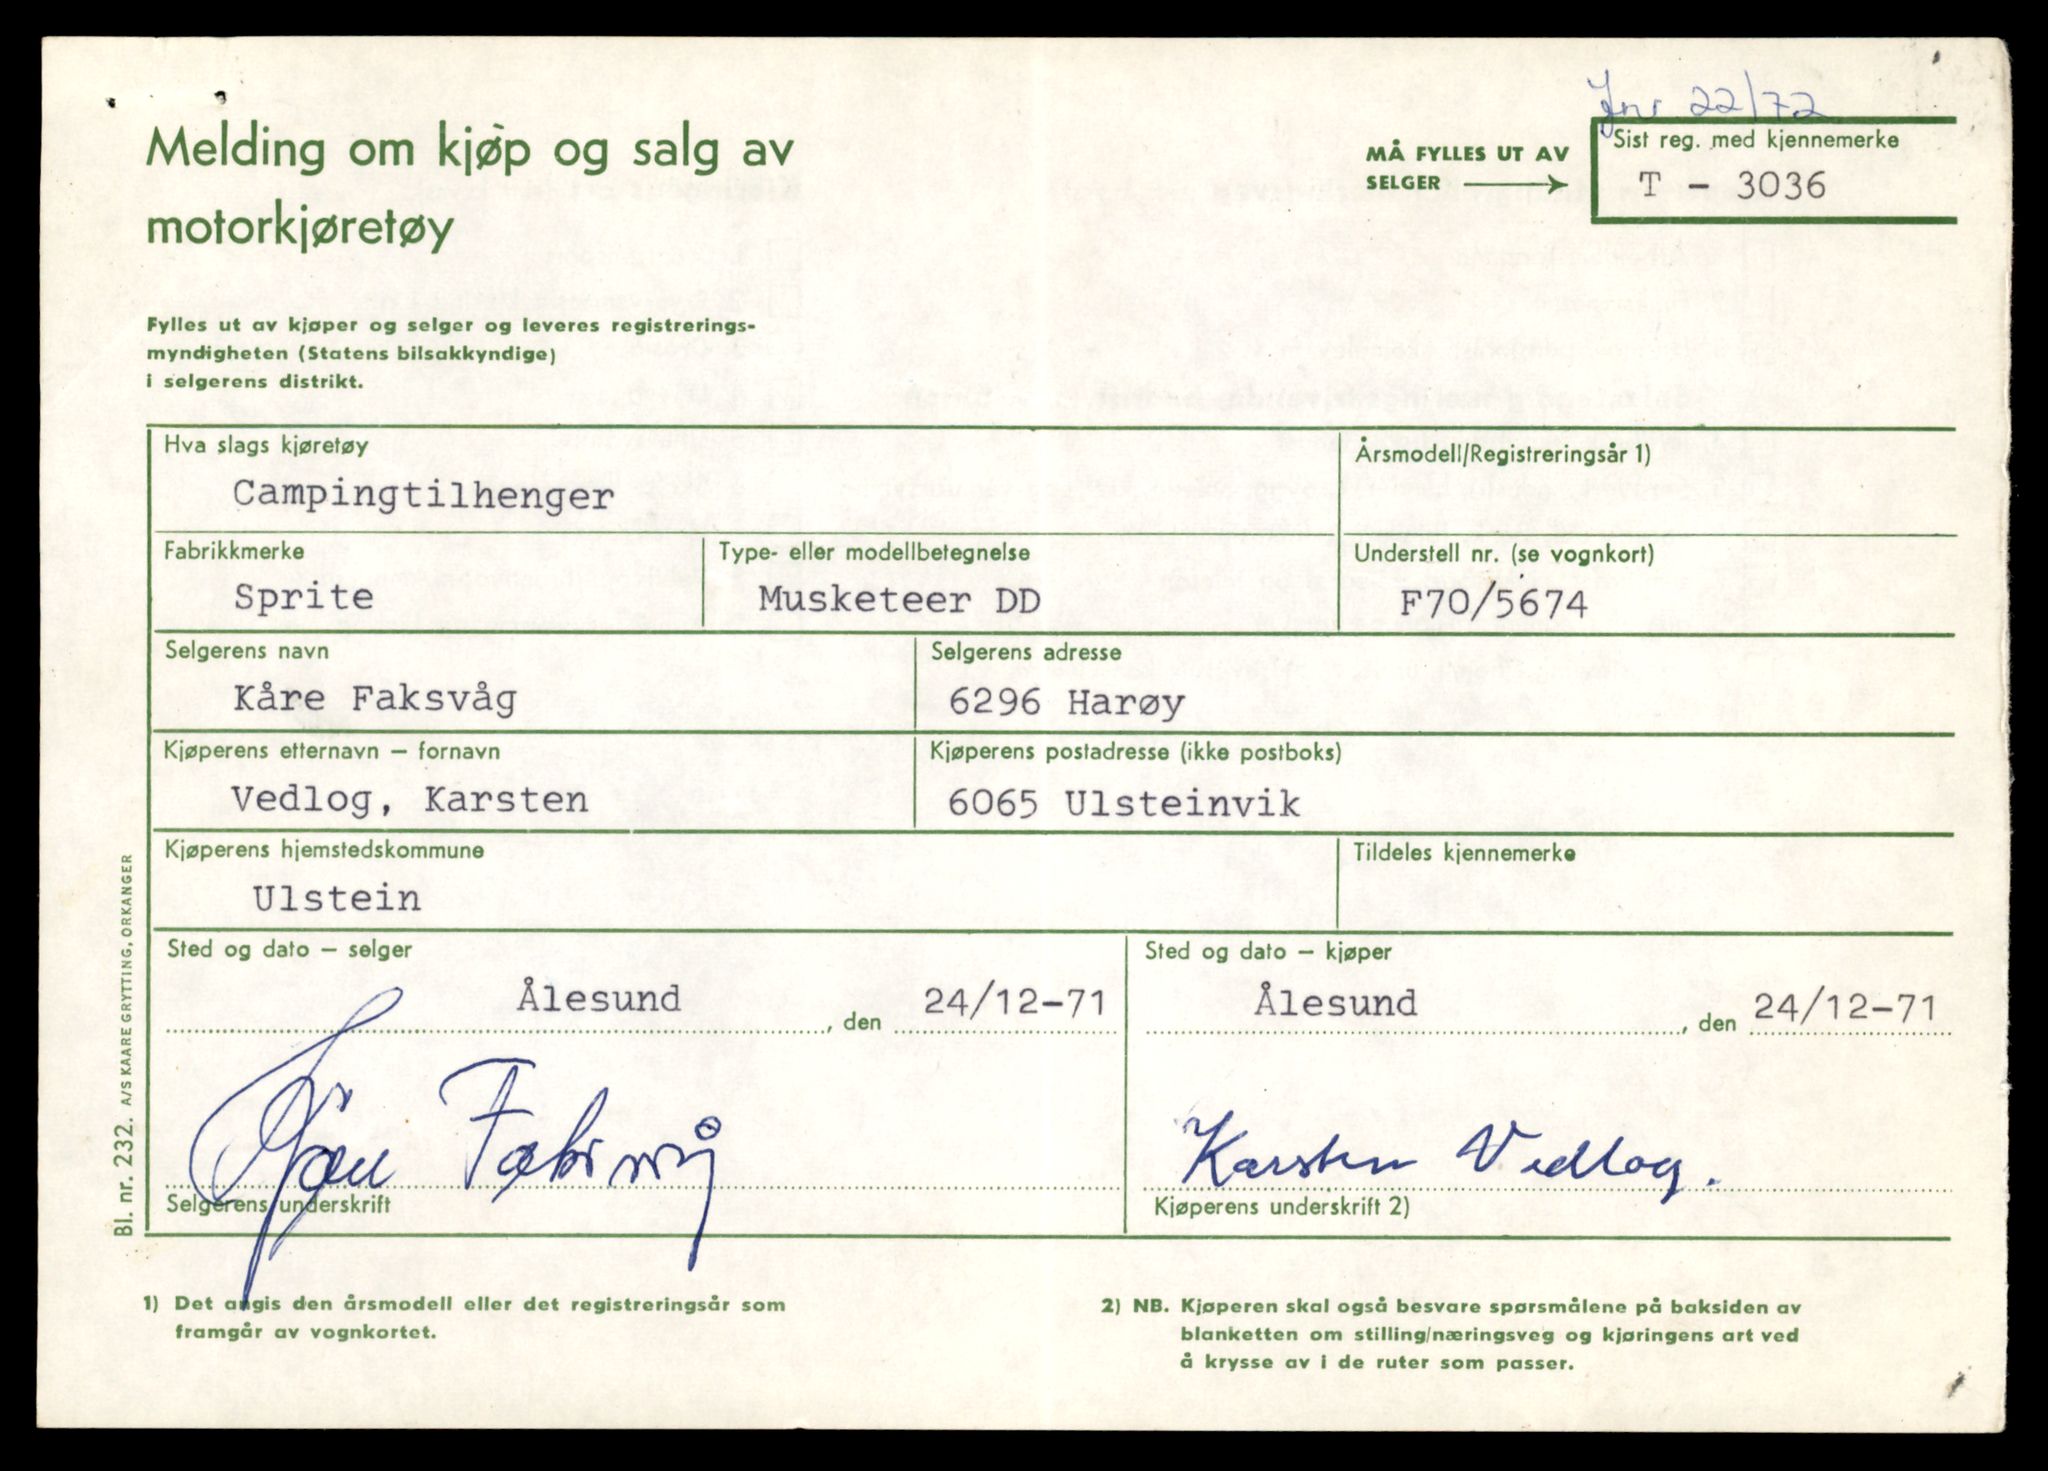 Jnr 22/72
Melding om kjøp og salg av
motorkjøretøy
MÅ FYLLES UT AV
SELGER
Sist reg. med kjennemerke
T - 3036
Fylles ut av kjøper og selger og leveres registrerings-
myndigheten (Statens bilsakkyndige)
i selgerens distrikt.
Hva slags kjøretøy
Campingtilhenger
Årsmodell/Registreringsår 1)
Fabrikkmerke
Sprite
Type- eller modellbetegnelse
Musketeer DD
Understell nr. (se vognkort)
F70/5674
Selgerens navn
Kåre Faksvåg
Selgerens adresse
6296 Harøy
Kjøperens etternavn – fornavn
Vedlog, Karsten
Kjøperens postadresse (ikke postboks)
6065 Ulsteinvik
Kjøperens hjemstedskommune
Ulstein
Tildeles kjennemerke
Sted og dato – selger
Ålesund, den 24/12-71
Sted og dato – kjøper
Ålesund, den 24/12-71
Kåre Faksvåg
Selgerens underskrift
Karsten Vedlog.
Kjøperens underskrift 2)
Bl. nr. 232. A/S KAARE GRYTTING, ORKANGER
1) Det angis den årsmodell eller det registreringsår som
framgår av vognkortet.
2) NB. Kjøperen skal også besvare spørsmålene på baksiden av
blanketten om stilling/næringsveg og kjøringens art ved
å krysse av i de ruter som passer.